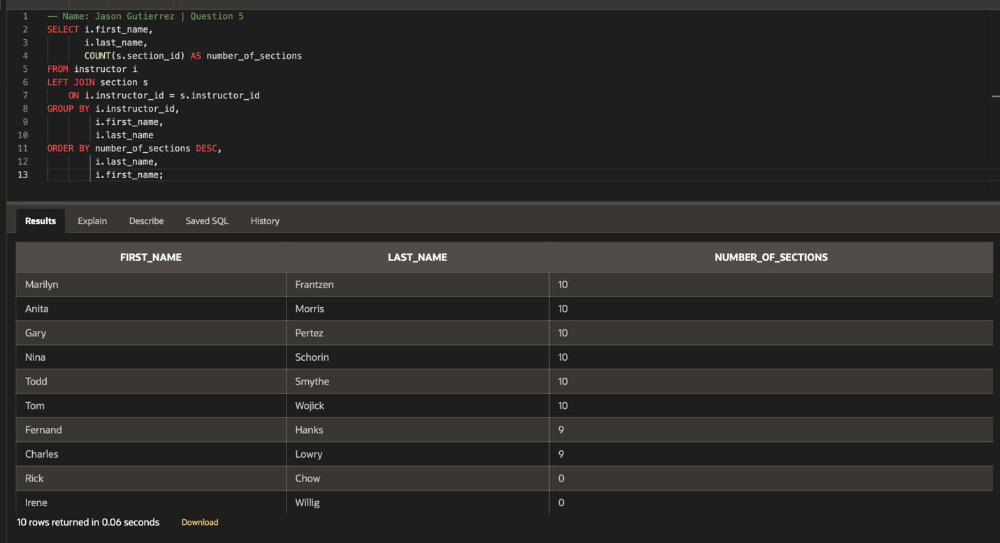 1 -- Name: Jason Gutierrez | Question 5
2 SELECT i.first_name,
3 i.last_name,
4 COUNT(s.section_id) AS number_of_sections
5 FROM instructor i
6 LEFT JOIN section s
7 ON i.instructor_id = s.instructor_id
8 GROUP BY i.instructor_id,
9 i.first_name,
10 i.last_name
11 ORDER BY number_of_sections DESC,
12 i.last_name,
13 i.first_name;
Results Explain Describe Saved SQL History
FIRST_NAME LAST_NAME NUMBER_OF_SECTIONS
Marilyn Frantzen 10
Anita Morris 10
Gary Pertez 10
Nina Schorin 10
Todd Smythe 10
Tom Wojick 10
Fernand Hanks 9
Charles Lowry 9
Rick Chow 0
Irene Willig 0
10 rows returned in 0.06 seconds Download